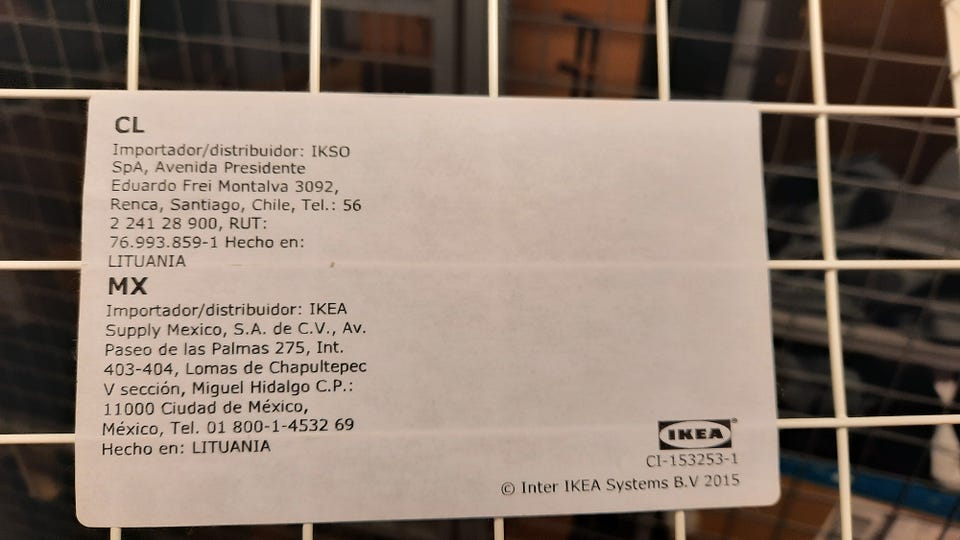 CL
Importador/distribuidor: IKSO
SpA, Avenida Presidente
Eduardo Frei Montalva 3092,
Renca, Santiago, Chile, Tel.: 56
2 241 28 900, RUT:
76.993.859-1 Hecho en:
LITUANIA
MX
Importador/distribuidor: IKEA
Supply Mexico, S.A. de C.V., Av.
Paseo de las Palmas 275, Int.
403-404, Lomas de Chapultepec
V sección, Miguel Hidalgo C.P.:
11000 Ciudad de México,
México, Tel. 01 800-1-4532 69
Hecho en: LITUANIA
IKEA®
CI-153253-1
© Inter IKEA Systems B.V 2015